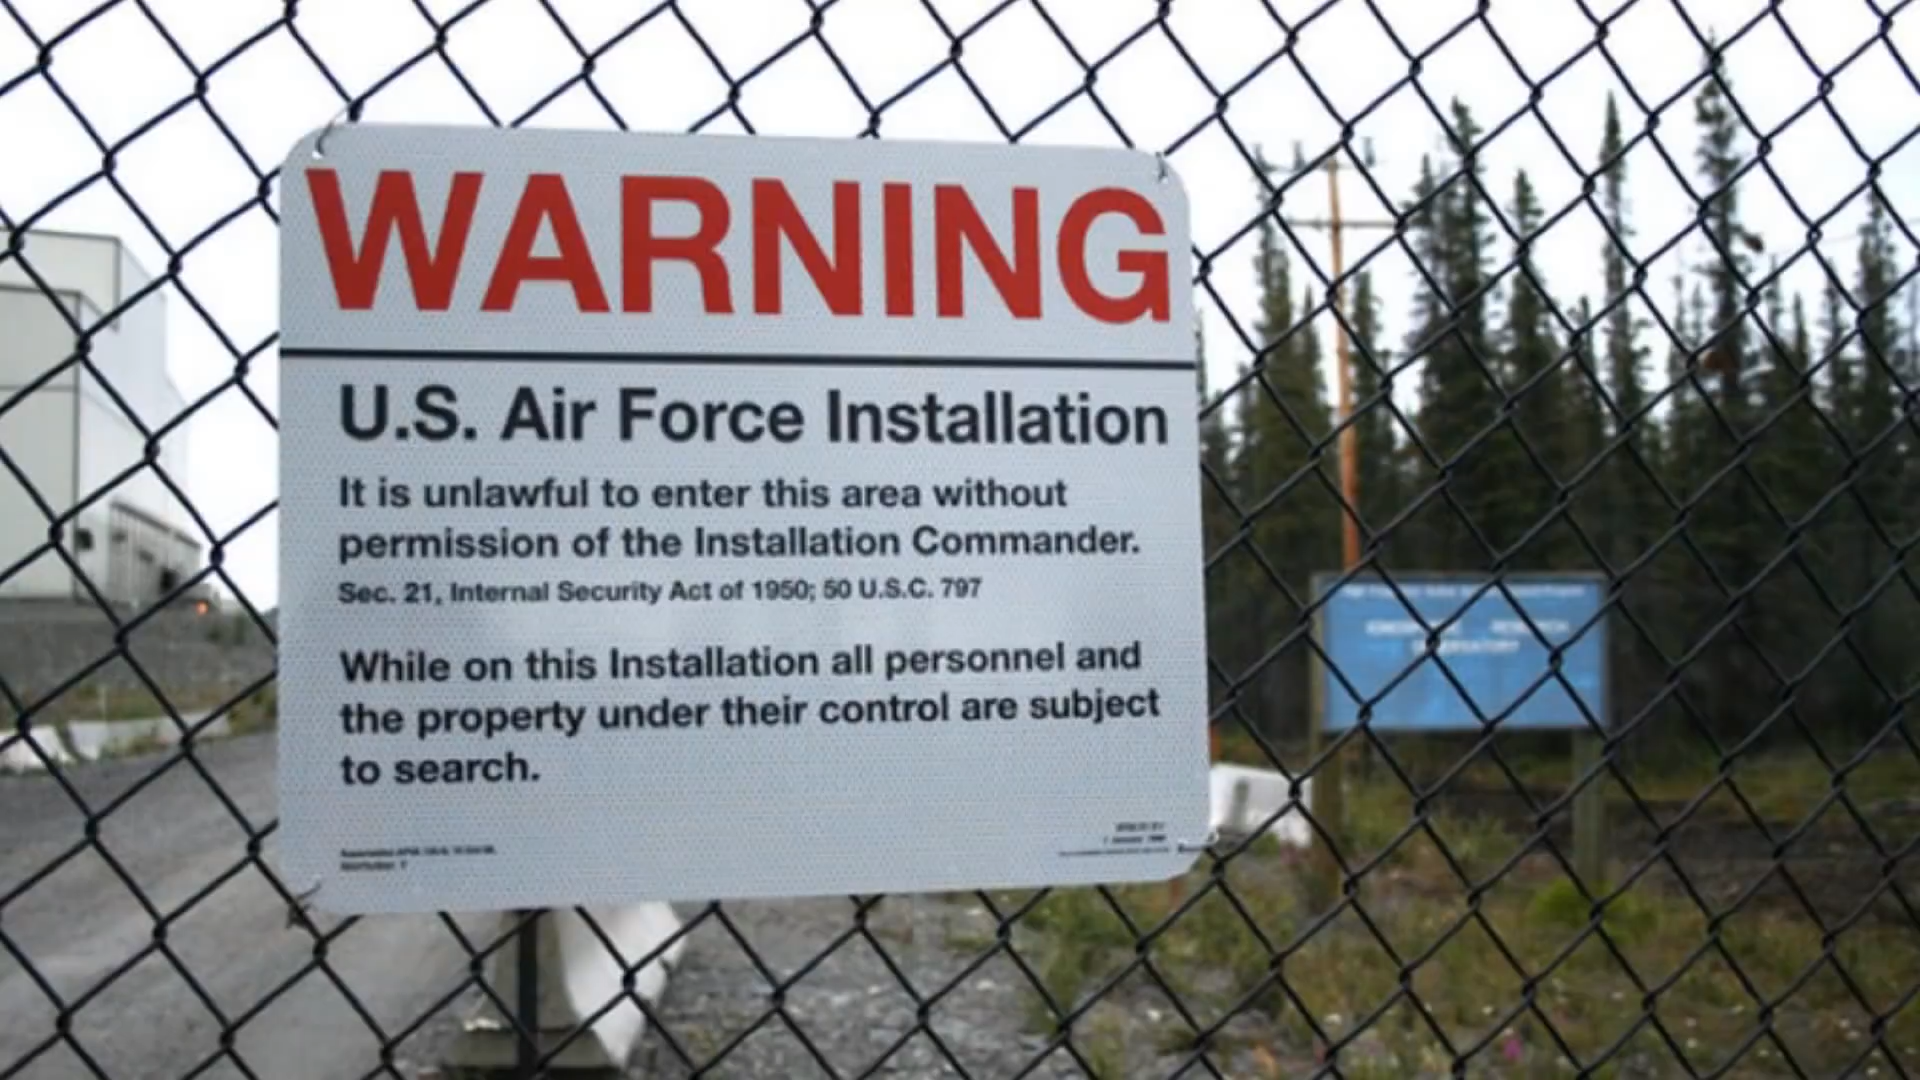 WARNING
U.S. Air Force Installation
It is unlawful to enter this area without
permission of the Installation Commander.
Sec. 21, Internal Security Act of 1950; 50 U.S.C. 797
While on this Installation all personnel and
the property under their control are subject
to search.
RESEARCH
OBSERVATORY